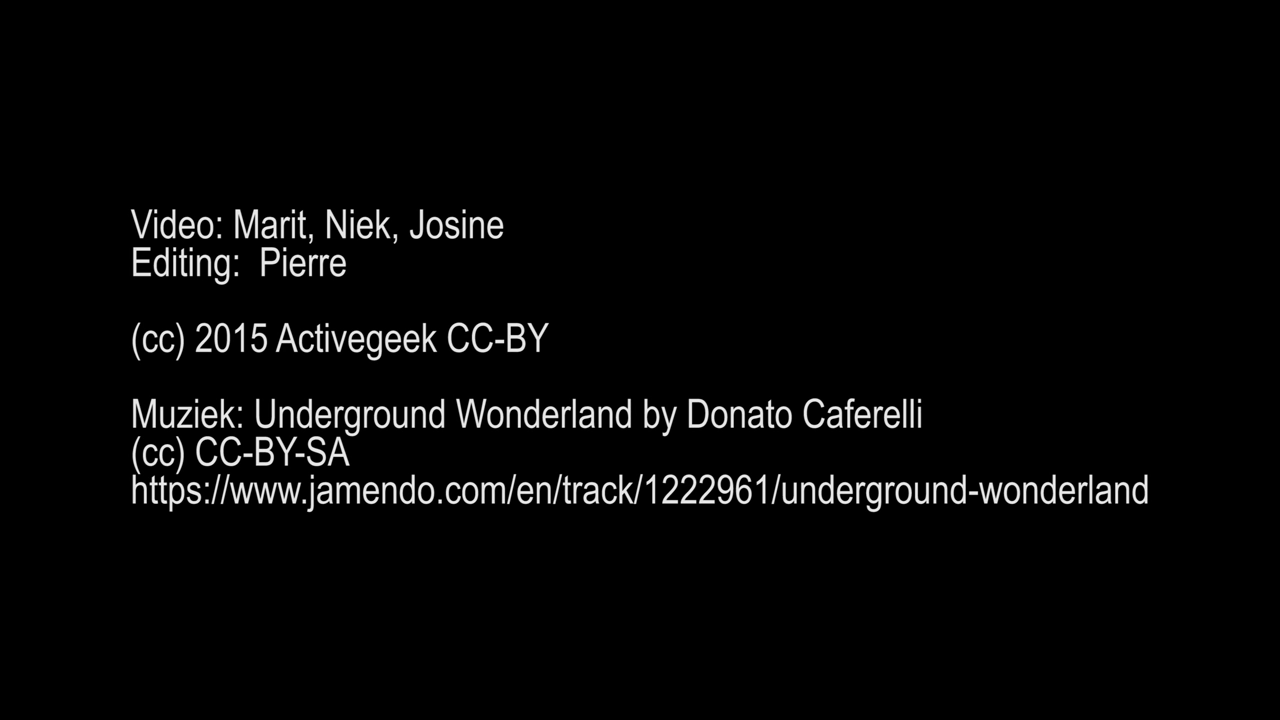 Video: Marit, Niek, Josine
Editing:  Pierre
(cc) 2015 Activegeek CC-BY
Muziek: Underground Wonderland by Donato Caferelli
(cc) CC-BY-SA
https://www.jamendo.com/en/track/1222961/underground-wonderland